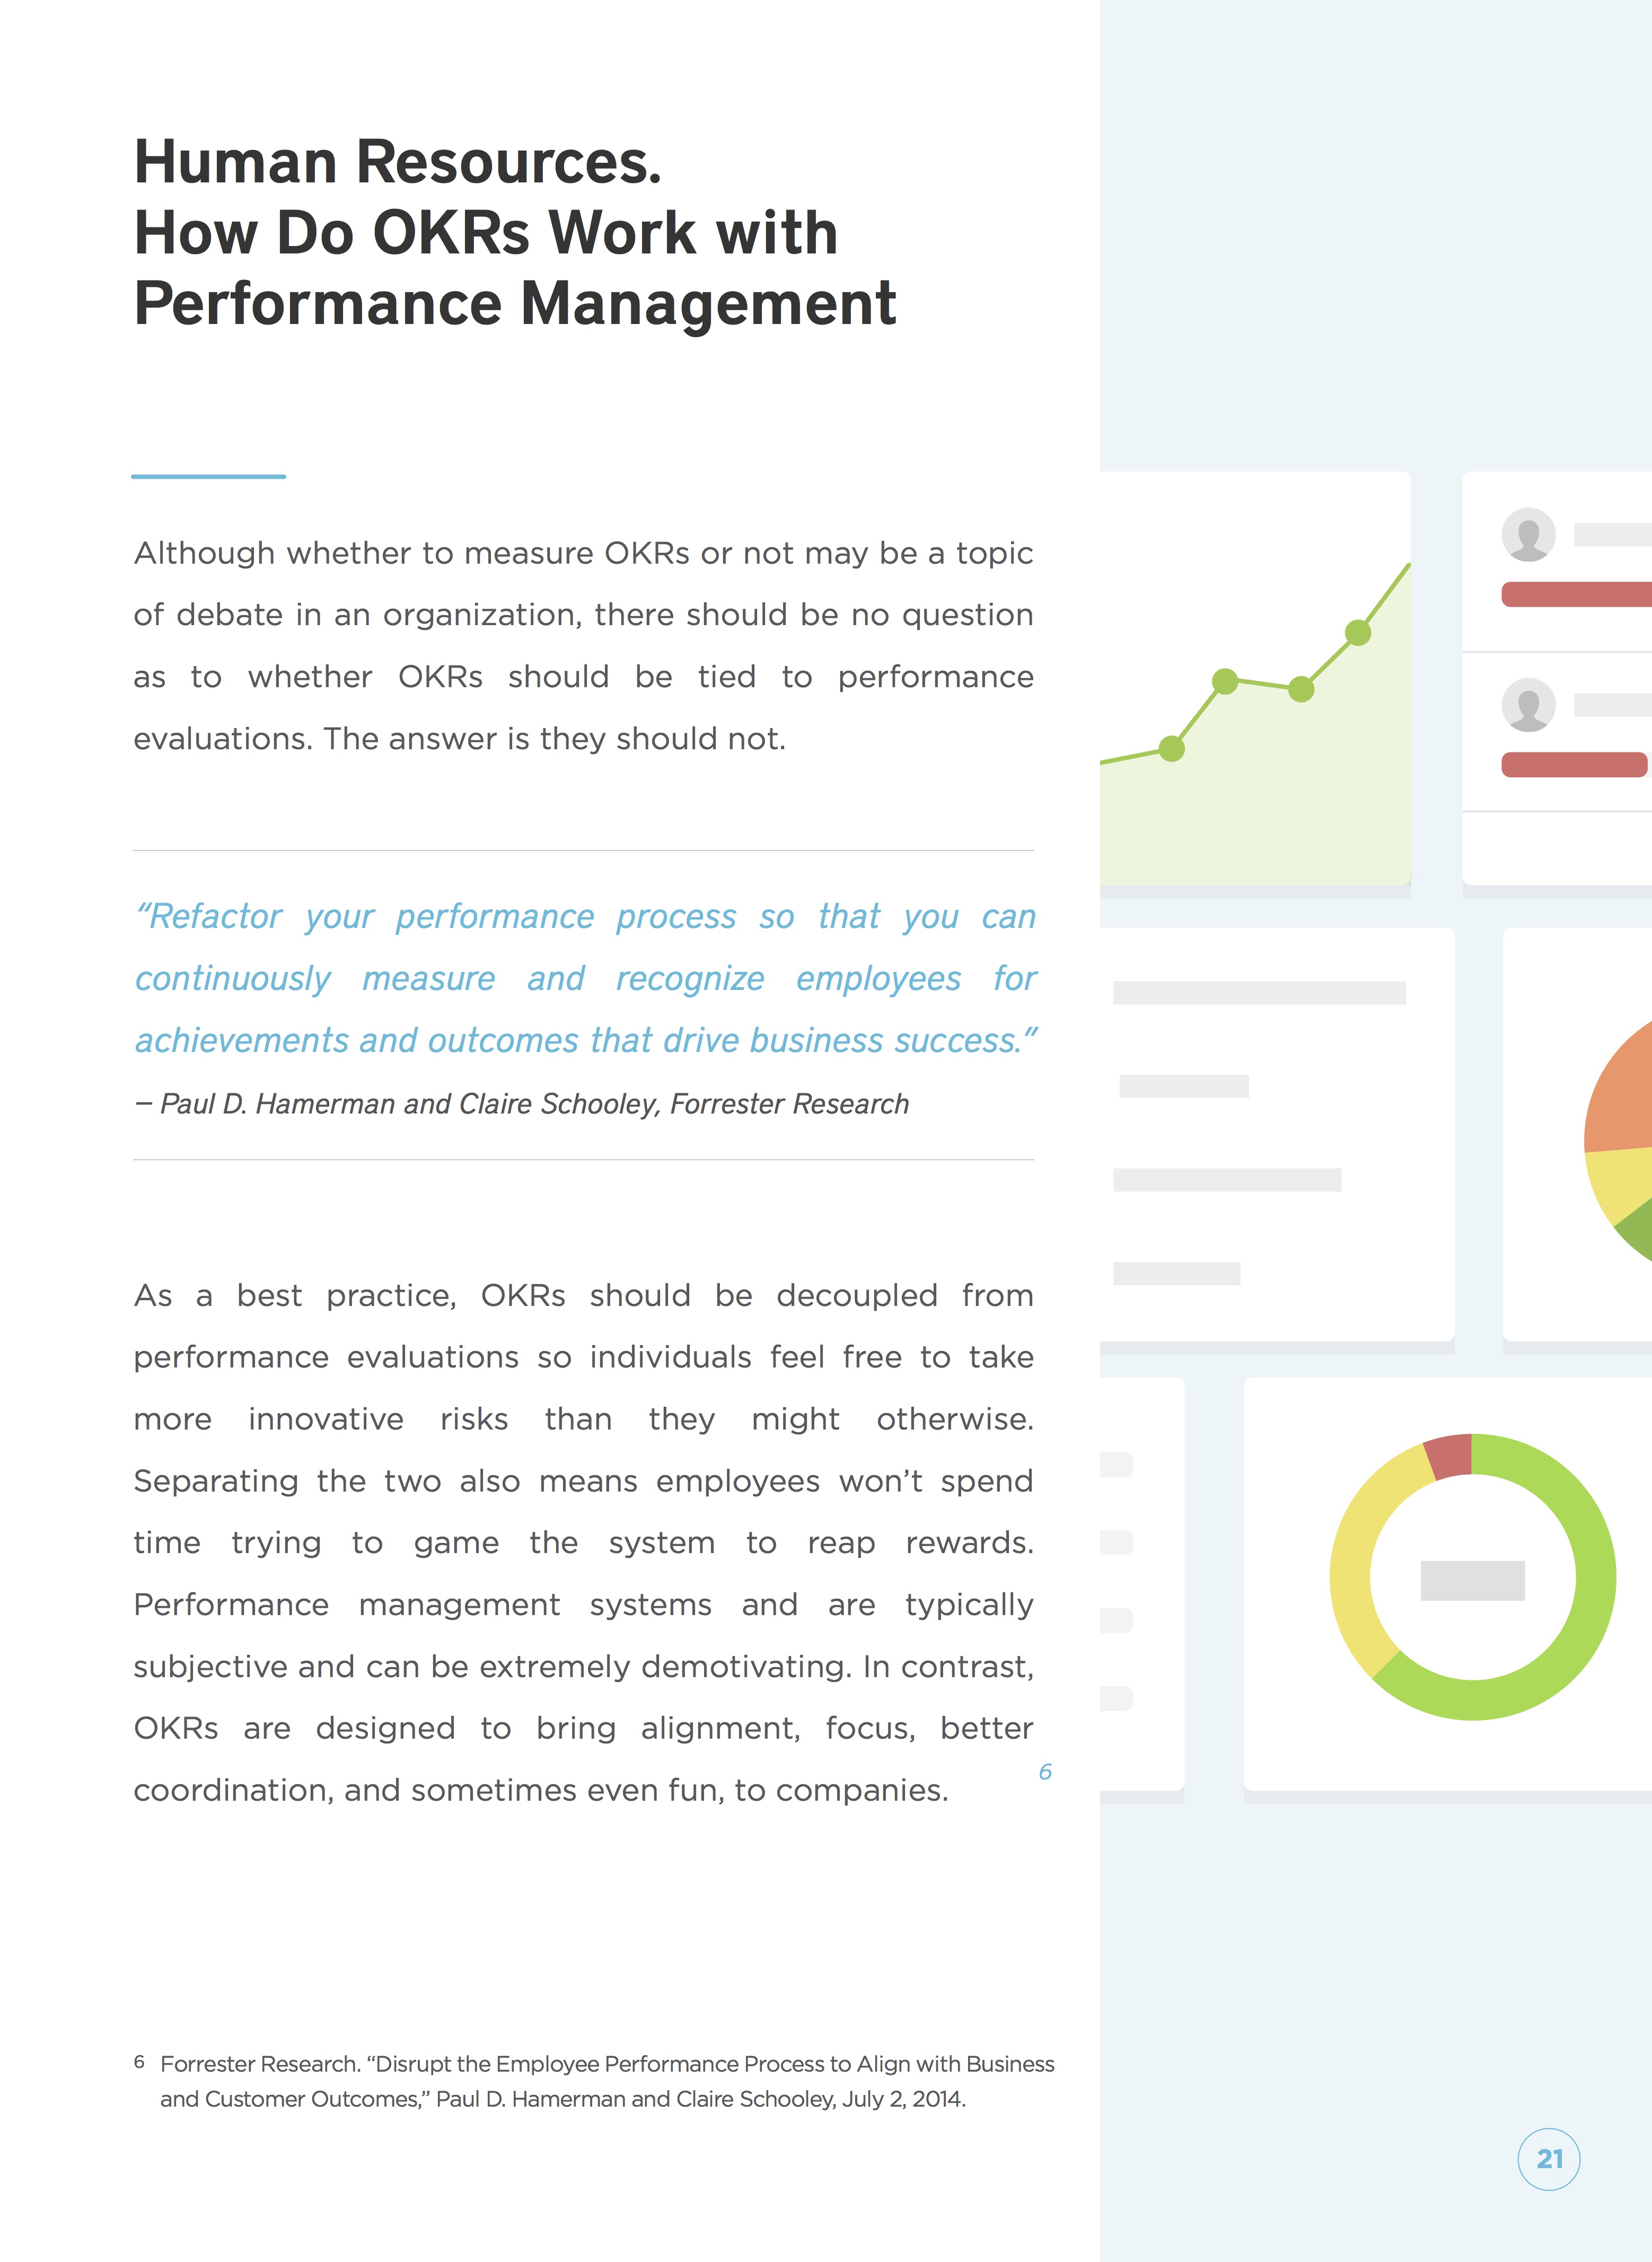 Human Resources.
How Do OKRs Work with
Performance Management
Although whether to measure OKRs or not may be a topic
of debate in an organization, there should be no question
as to whether OKRs should be tied to performance
evaluations. The answer is they should not.
“Refactor your performance process so that you can
continuously measure and recognize employees for
achievements and outcomes that drive business success.”
– Paul D. Hamerman and Claire Schooley, Forrester Research
As a best practice, OKRs should be decoupled from
performance evaluations so individuals feel free to take
more innovative risks than they might otherwise.
Separating the two also means employees won’t spend
time trying to game the system to reap rewards.
Performance management systems and are typically
subjective and can be extremely demotivating. In contrast,
OKRs are designed to bring alignment, focus, better
coordination, and sometimes even fun, to companies. 6
6 Forrester Research. “Disrupt the Employee Performance Process to Align with Business
and Customer Outcomes,” Paul D. Hamerman and Claire Schooley, July 2, 2014.
21